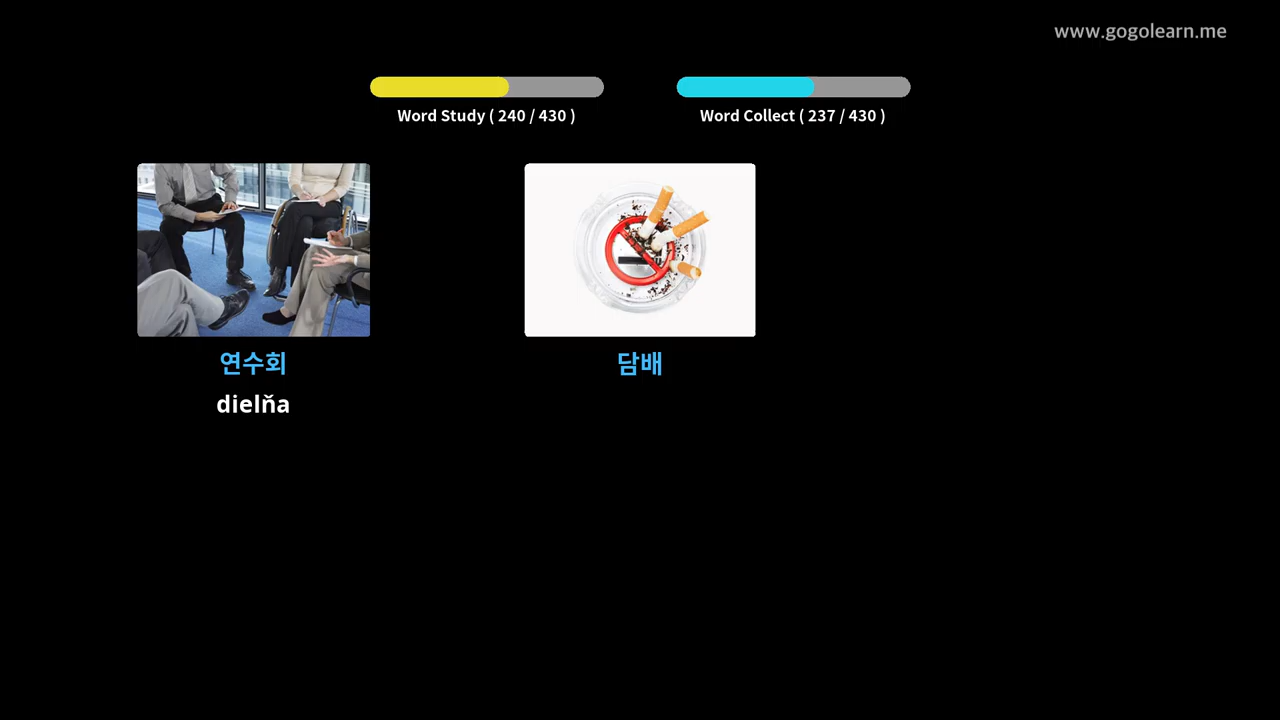 www.gogolearn.me
Word Study ( 240 / 430 )
Word Collect ( 237 / 430 )
연수회
담배
dielňa